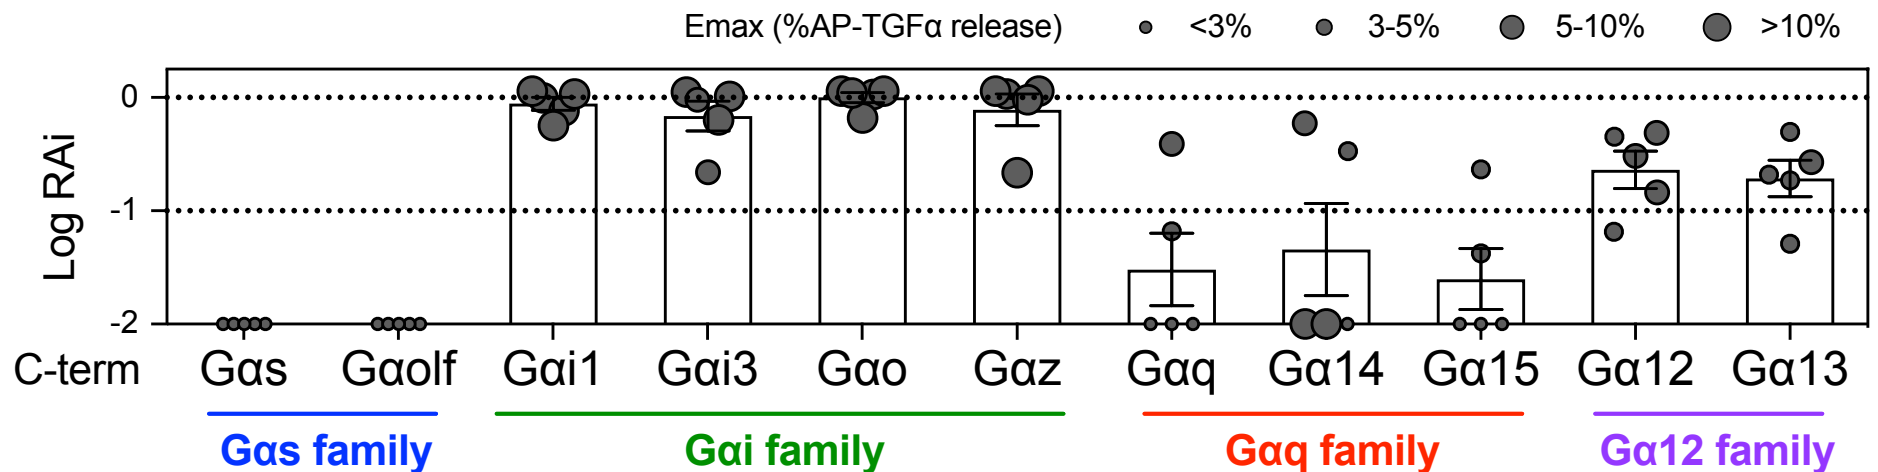 Emax (%AP-TGFα release) <3% 3-5% 5-10% >10%
Log RAi
0
-1
-2
C-term Gαs Gαolf Gαi1 Gαi3 Gαo Gαz Gαq Gα14 Gα15 Gα12 Gα13
Gαs family Gαi family Gαq family Gα12 family